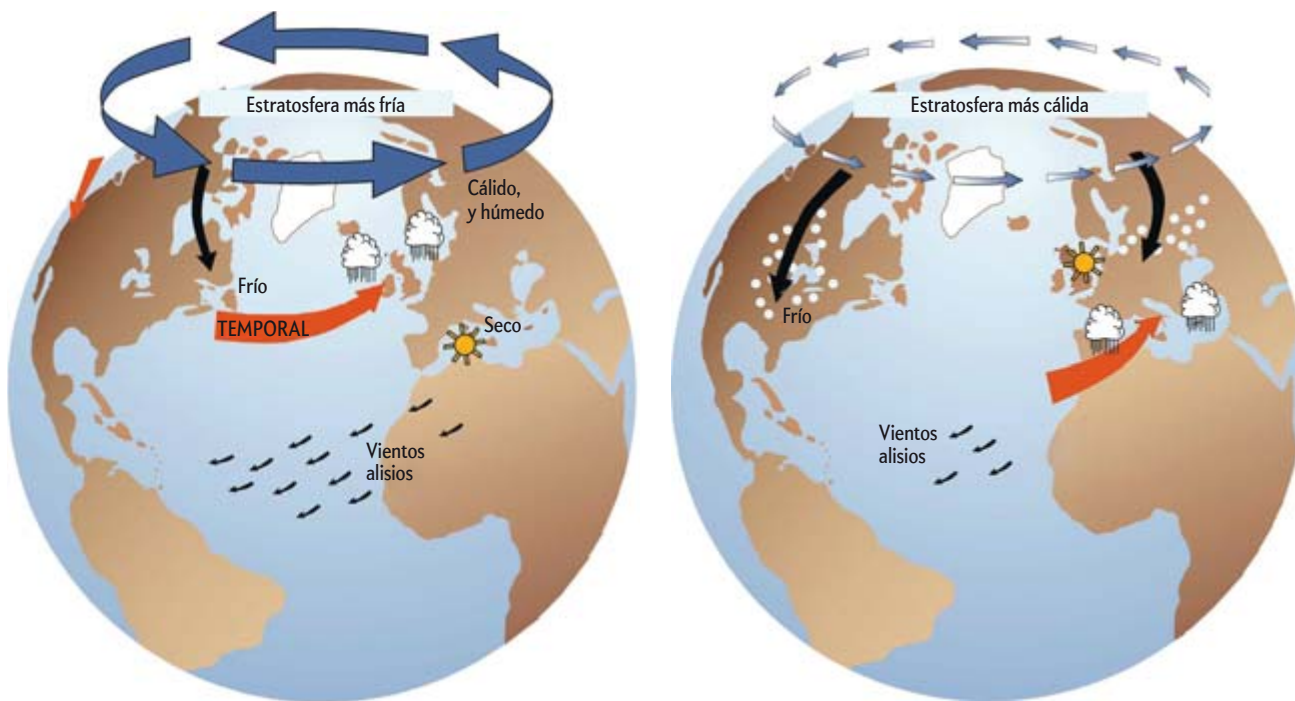 Estratosfera más fría
Cálido,
y húmedo
Frío
TEMPORAL
Seco
Vientos
alisios
Estratosfera más cálida
Frío
Vientos
alisios